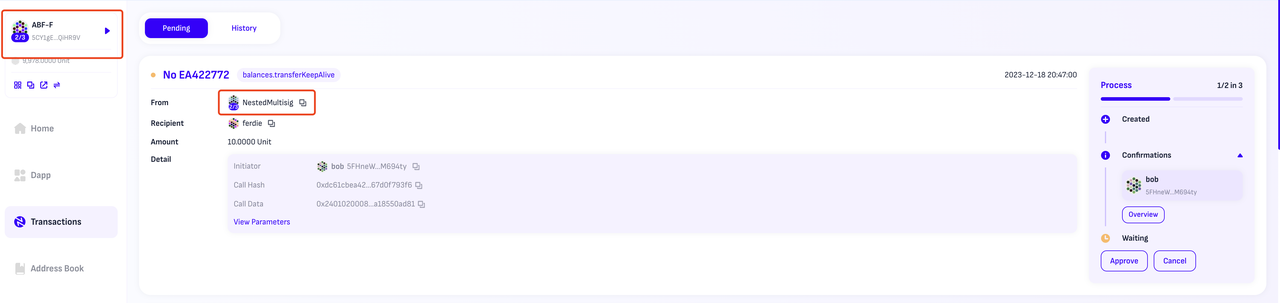 ABF-F
2/3
5CY1gE...QiHR9V
9,978.0000 Unit
Home
Dapp
Transactions
Address Book
Pending
History
No EA422772
balances.transferKeepAlive
2023-12-18 20:47:00
From
2/3
NestedMultisig
Recipient
ferdie
Amount
10.0000 Unit
Detail
Initiator
bob 5FHneW...M694ty
Call Hash
0xdc61cbea42...67d0f793f6
Call Data
0x2401020008...a18550ad81
View Parameters
Process
1/2 in 3
Created
Confirmations
bob
5FHneW...M694ty
Overview
Waiting
Approve
Cancel